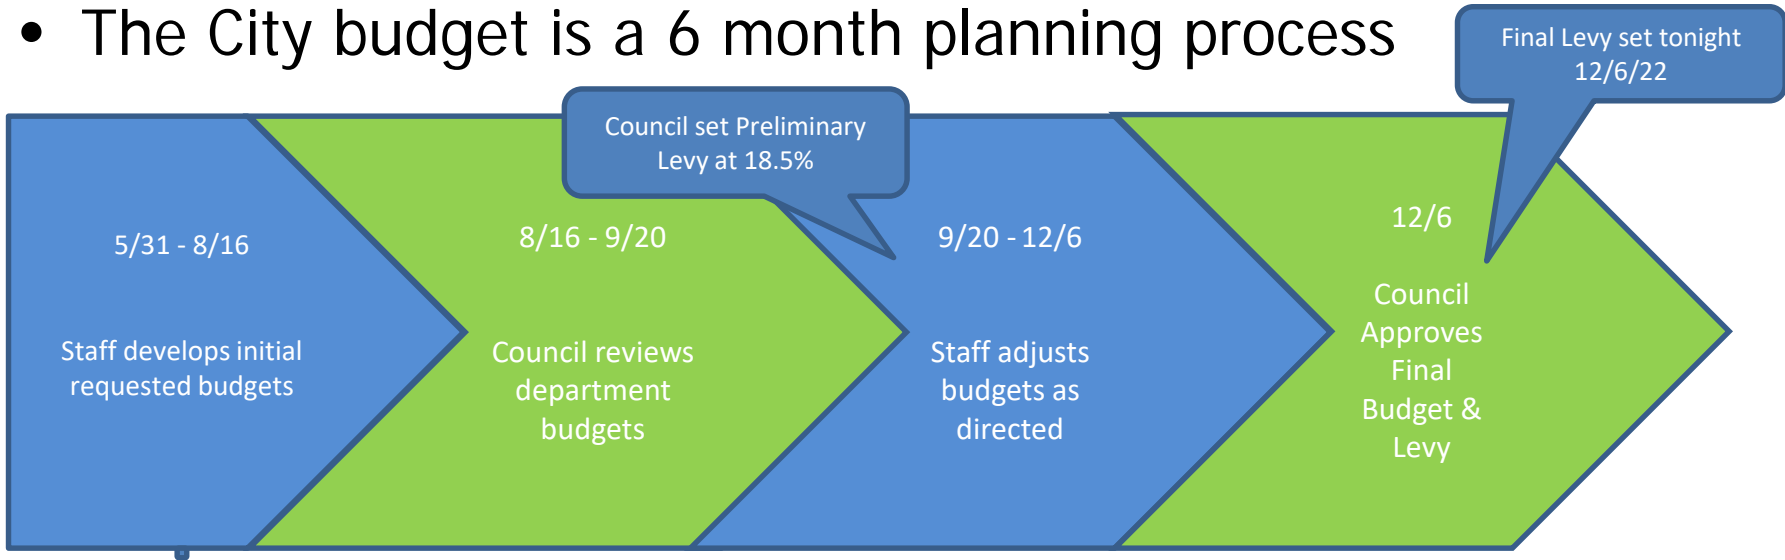 • The City budget is a 6 month planning process
Final Levy set tonight
12/6/22
Council set Preliminary
Levy at 18.5%
5/31 - 8/16
Staff develops initial
requested budgets
8/16 - 9/20
Council reviews
department
budgets
9/20 - 12/6
Staff adjusts
budgets as
directed
12/6
Council
Approves
Final
Budget &
Levy